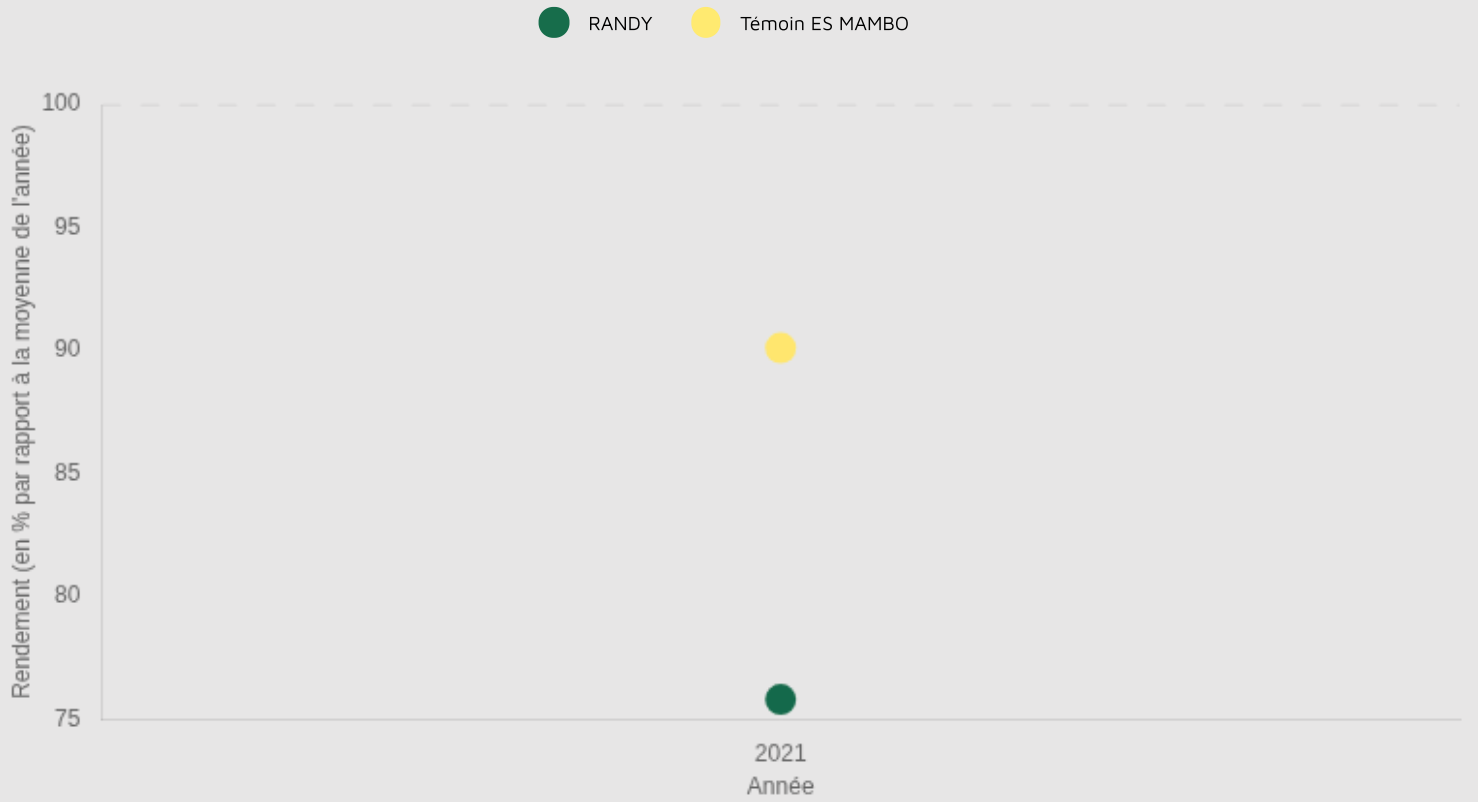 RANDY Témoin ES MAMBO
Rendement (en % par rapport à la moyenne de l'année)
100
95
90
85
80
75
2021
Année